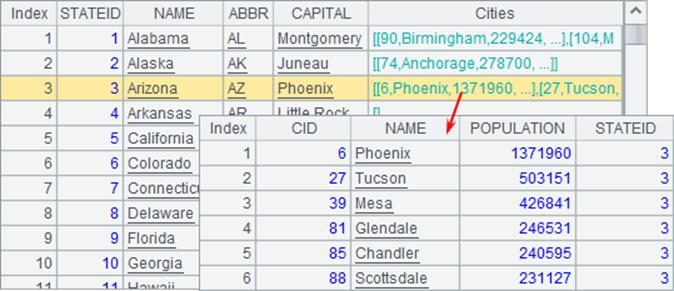 Index STATEID NAME ABBR CAPITAL Cities
1 1 Alabama AL Montgomery [[90,Birmingham,229424, ...],[104,M
2 2 Alaska AK Juneau [[74,Anchorage,278700, ...]]
3 3 Arizona AZ Phoenix [[6,Phoenix,1371960, ...],[27,Tucson,
4 4 Arkansas AR Little Rock []
5 5 California
6 6 Colorado
7 7 Connecticu
8 8 Delaware
9 9 Florida
10 10 Georgia
11 11 Hawaii
Index CID NAME POPULATION STATEID
1 6 Phoenix 1371960 3
2 27 Tucson 503151 3
3 39 Mesa 426841 3
4 81 Glendale 246531 3
5 85 Chandler 240595 3
6 88 Scottsdale 231127 3